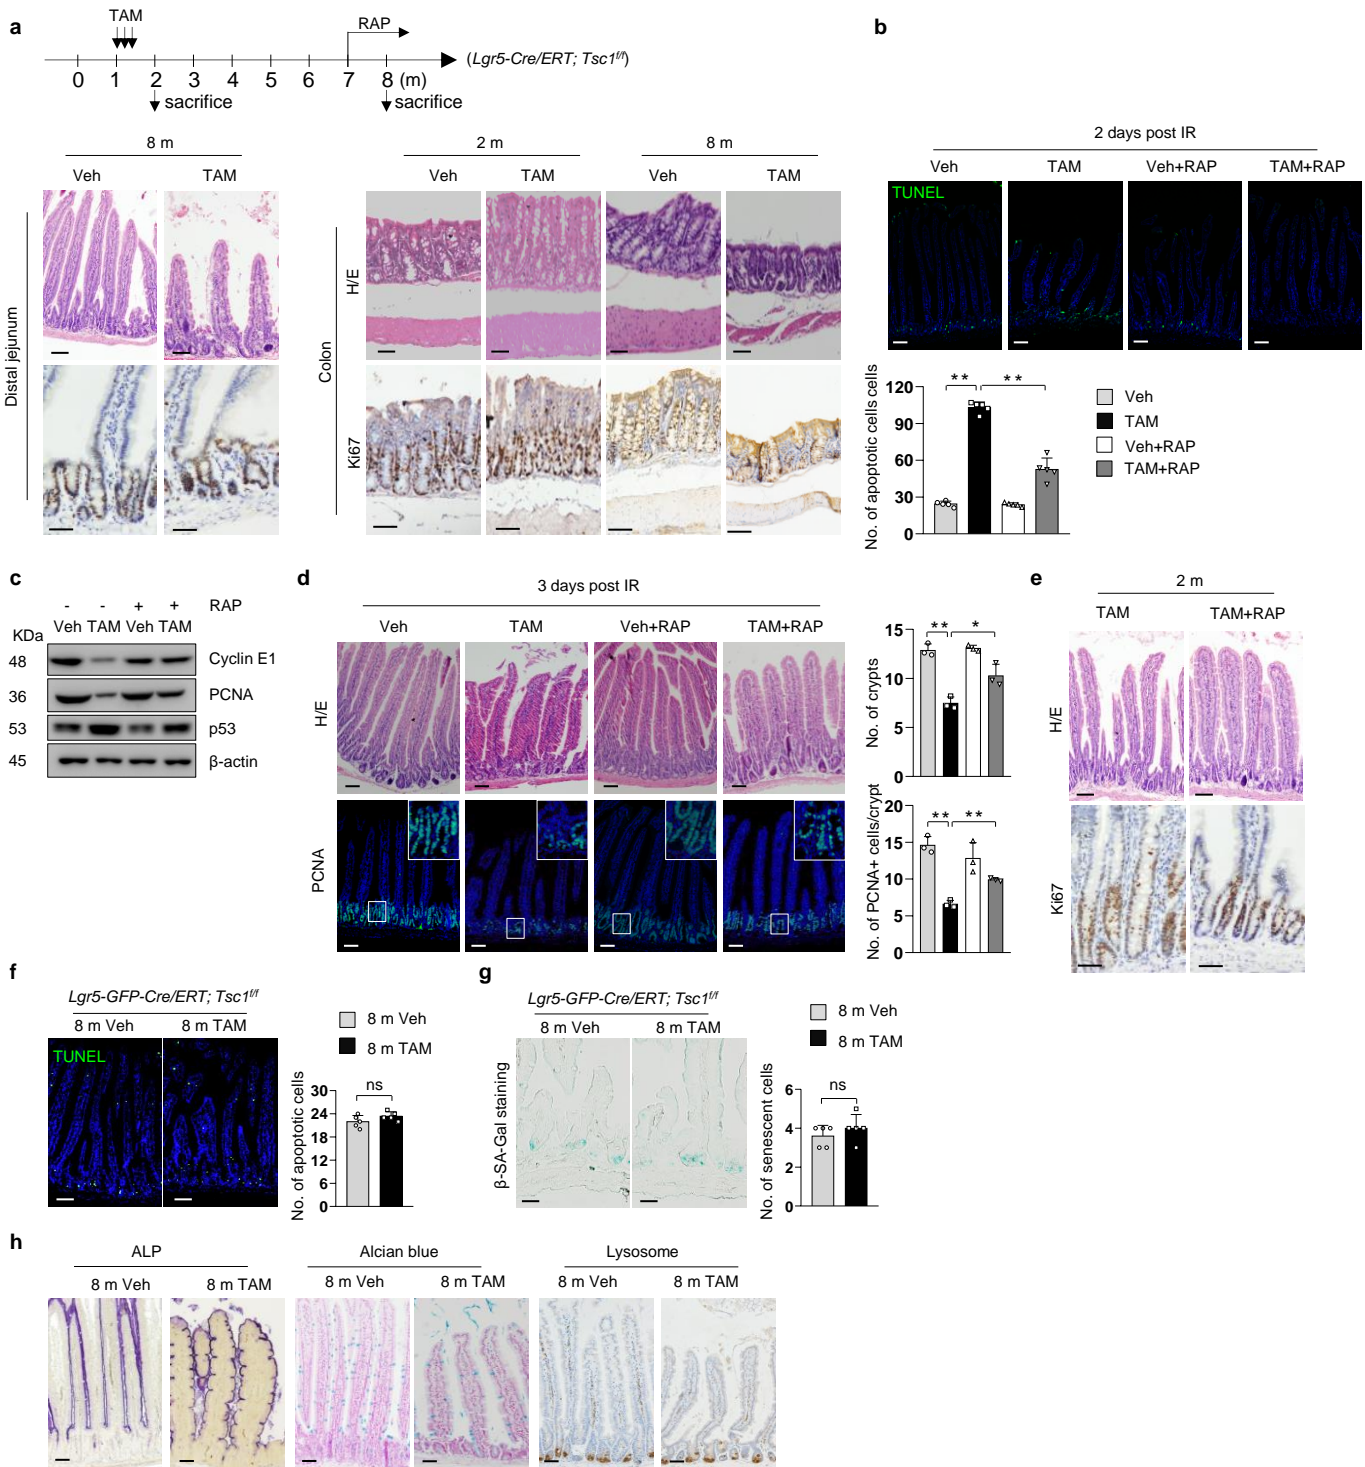 a
TAM
RAP
(Lgr5-Cre/ERT; Tsc1f/f)
0 1 2 3 4 5 6 7 8 (m)
sacrifice
sacrifice
8 m
Veh TAM
Distal jejunum
2 m 8 m
Veh TAM Veh TAM
Colon
H/E
Ki67
b
2 days post IR
Veh TAM Veh+RAP TAM+RAP
TUNEL
No. of apoptotic cells cells
120
90
60
30
0
** **
Veh
TAM
Veh+RAP
TAM+RAP
c
- - + + RAP
Veh TAM Veh TAM
KDa
48 Cyclin E1
36 PCNA
53 p53
45 β-actin
d
3 days post IR
Veh TAM Veh+RAP TAM+RAP
H/E
PCNA
No. of crypts
15
10
5
0
** *
No. of PCNA+ cells/crypt
20
15
10
5
0
** **
e
2 m
TAM TAM+RAP
H/E
Ki67
f
Lgr5-GFP-Cre/ERT; Tsc1f/f
8 m Veh 8 m TAM
TUNEL
8 m Veh
8 m TAM
No. of apoptotic cells
30
24
18
12
6
0
ns
g
Lgr5-GFP-Cre/ERT; Tsc1f/f
8 m Veh 8 m TAM
β-SA-Gal staining
8 m Veh
8 m TAM
No. of senescent cells
6
4
2
0
ns
h
ALP Alcian blue Lysosome
8 m Veh 8 m TAM 8 m Veh 8 m TAM 8 m Veh 8 m TAM